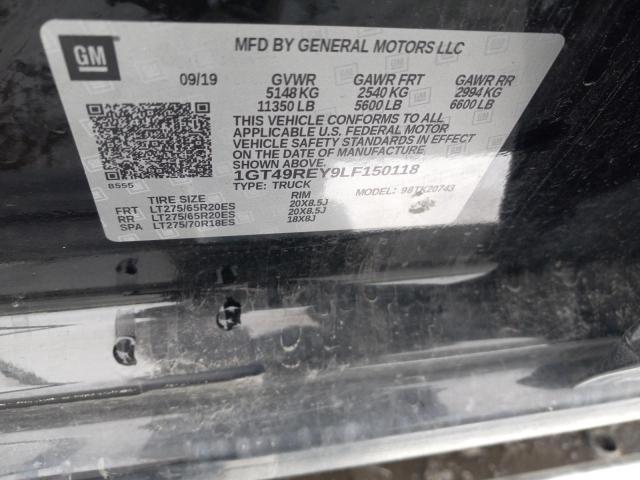 GM
MFD BY GENERAL MOTORS LLC
09/19 GVWR GAWR FRT GAWR RR
5148 KG 2540 KG 2994 KG
11350 LB 5600 LB 6600 LB
THIS VEHICLE CONFORMS TO ALL
APPLICABLE U.S. FEDERAL MOTOR
VEHICLE SAFETY STANDARDS IN EFFECT
ON THE DATE OF MANUFACTURE
SHOWN ABOVE.
1GT49REY9LF150118
TYPE: TRUCK MODEL:
8555
TIRE SIZE RIM
FRT LT275/65R20ES 20X8.5J
RR LT275/65R20ES 20X8.5J
SPA LT275/70R18ES 18X8J